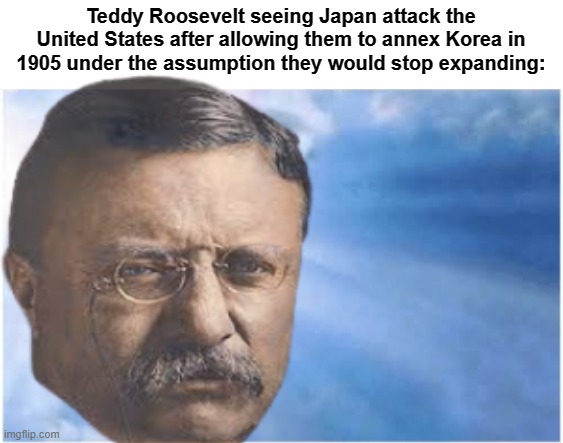 Teddy Roosevelt seeing Japan attack the
United States after allowing them to annex Korea in
1905 under the assumption they would stop expanding:
imgflip.com